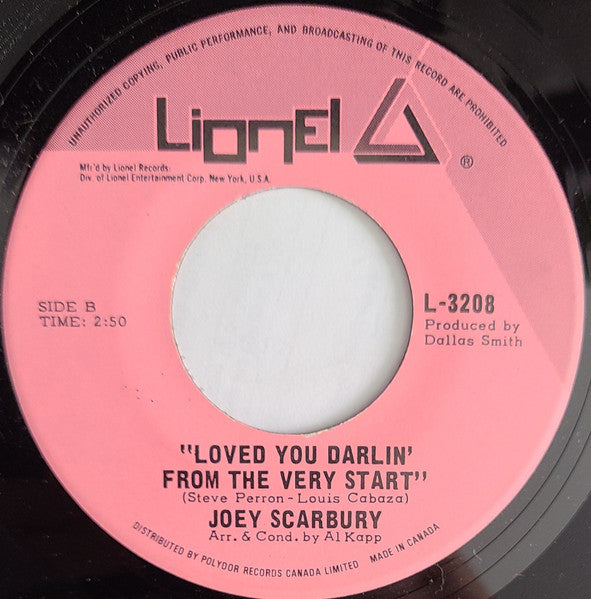 UNAUTHORIZED COPYING, PUBLIC PERFORMANCE, AND BROADCASTING OF THIS RECORD ARE PROHIBITED
Lionel
®
Mfr'd by Lionel Records:
Div. of Lionel Entertainment Corp. New York, U.S.A.
SIDE B
TIME: 2:50
L-3208
Produced by
Dallas Smith
"LOVED YOU DARLIN'
FROM THE VERY START"
(Steve Perron - Louis Cabaza)
JOEY SCARBURY
Arr. & Cond. by Al Kapp
DISTRIBUTED BY POLYDOR RECORDS CANADA LIMITED MADE IN CANADA